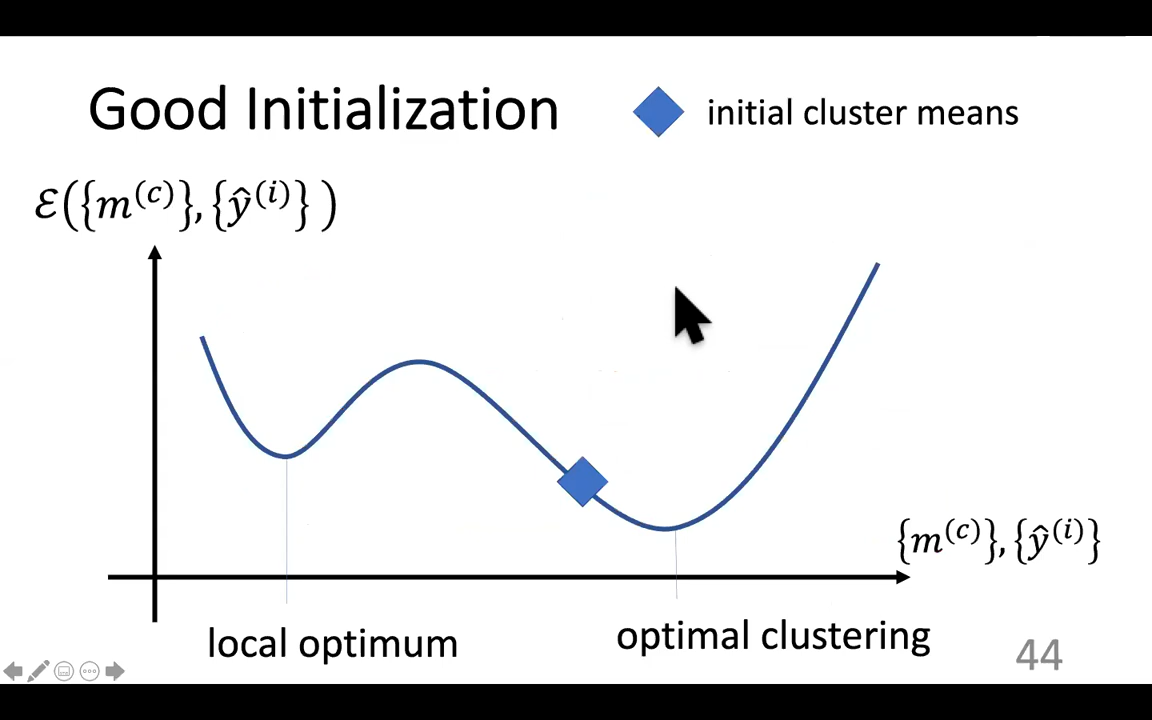 Good Initialization
initial cluster means
ℰ({m^(c)}, {ŷ^(i)} )
{m^(c)}, {ŷ^(i)}
local optimum
optimal clustering
44